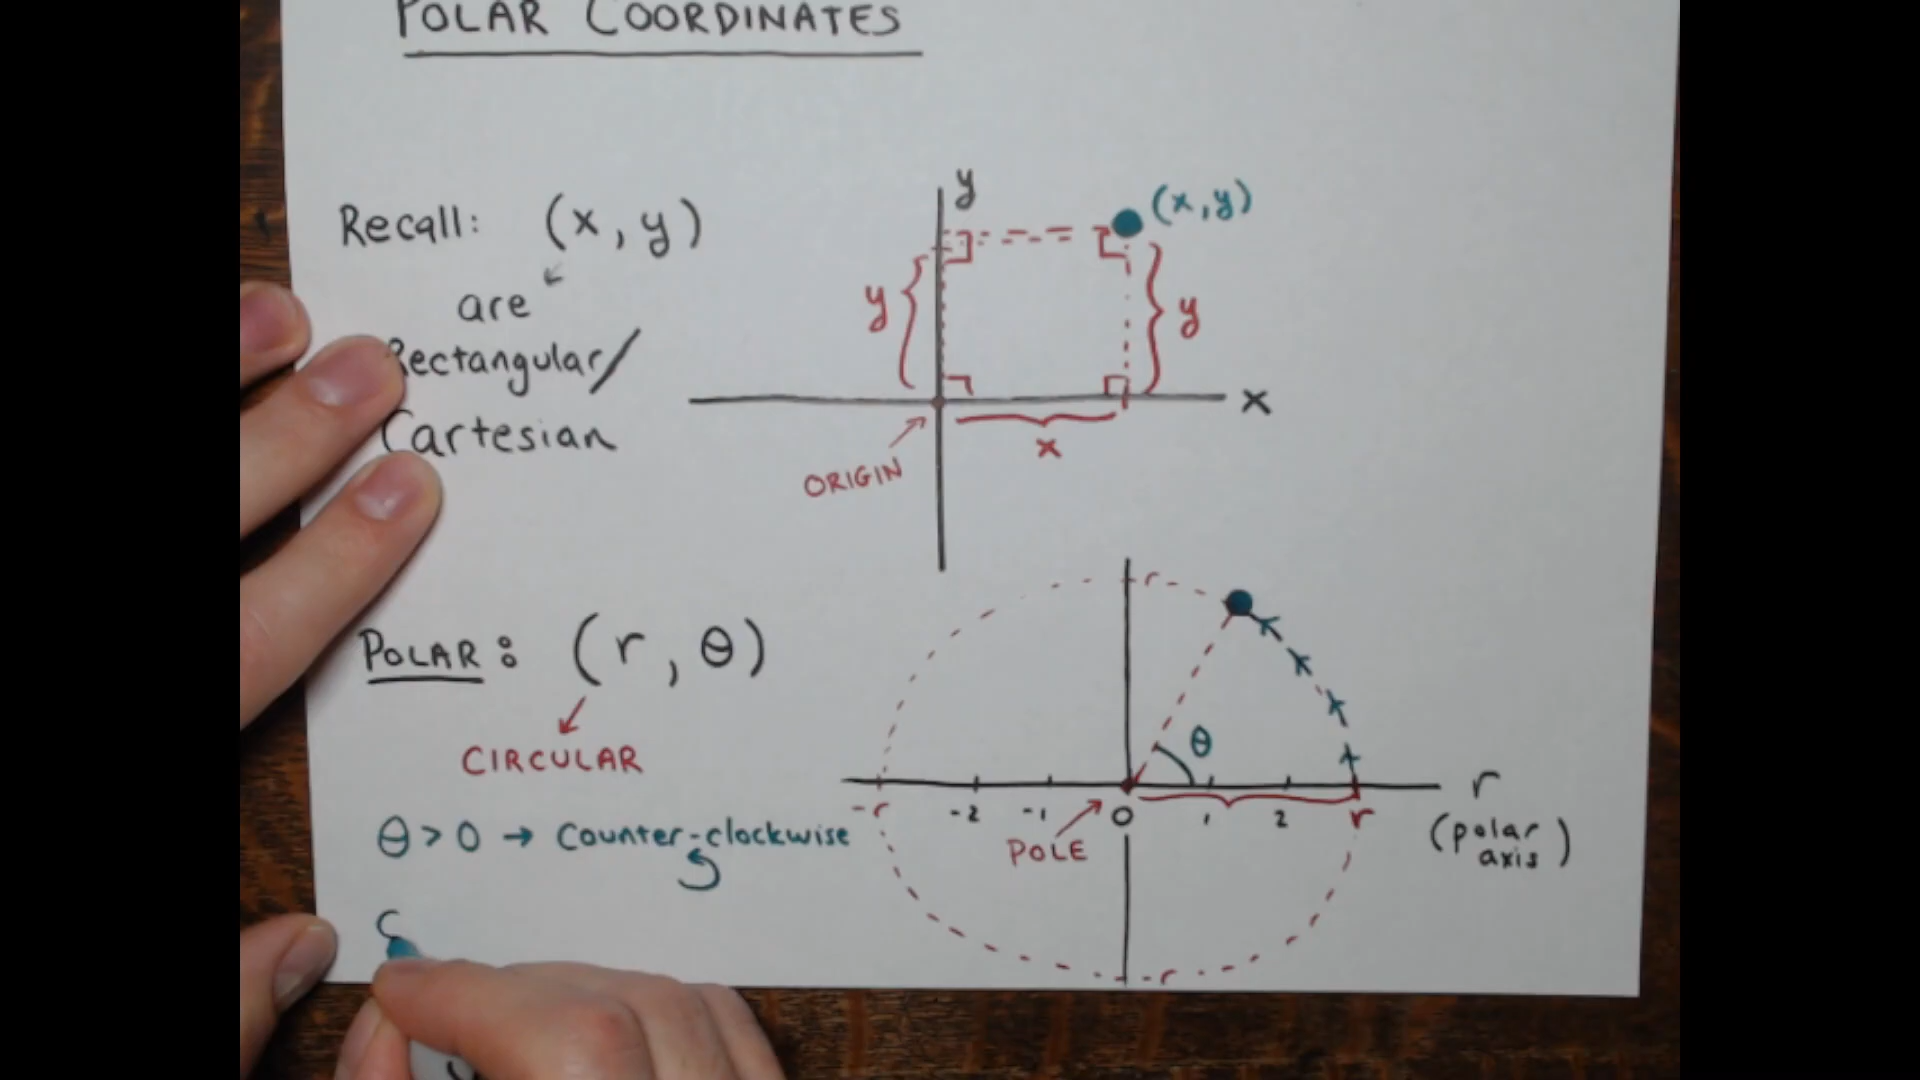 POLAR COORDINATES
Recall: (x, y)
are
Rectangular/
Cartesian
y
(x, y)
y
y
x
x
ORIGIN
POLAR: (r, θ)
CIRCULAR
θ > 0 → Counter-clockwise
r
θ
r
(polar axis)
-r -2 -1 0 1 2 r
POLE
-r